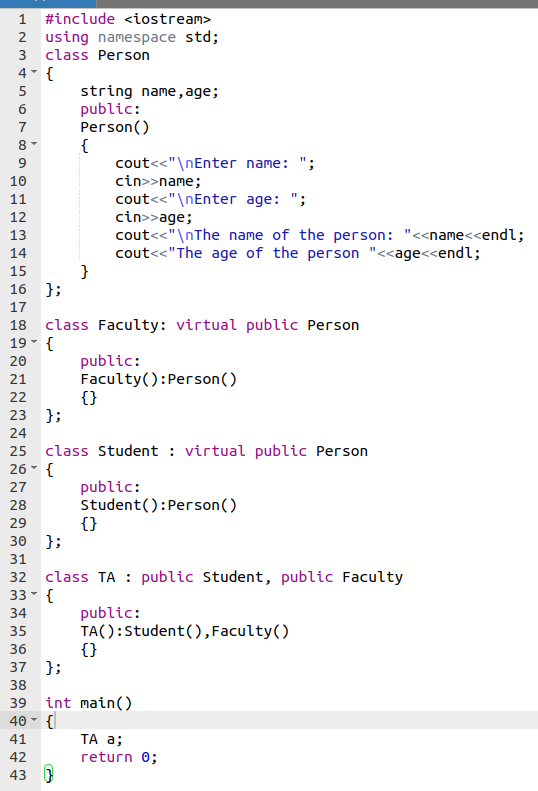 1 #include <iostream>
2 using namespace std;
3 class Person
4 {
5     string name,age;
6     public:
7     Person()
8     {
9         cout<<"\nEnter name: ";
10         cin>>name;
11         cout<<"\nEnter age: ";
12         cin>>age;
13         cout<<"\nThe name of the person: "<<name<<endl;
14         cout<<"The age of the person "<<age<<endl;
15     }
16 };
17
18 class Faculty: virtual public Person
19 {
20     public:
21     Faculty():Person()
22     {}
23 };
24
25 class Student : virtual public Person
26 {
27     public:
28     Student():Person()
29     {}
30 };
31
32 class TA : public Student, public Faculty
33 {
34     public:
35     TA():Student(),Faculty()
36     {}
37 };
38
39 int main()
40 {
41     TA a;
42     return 0;
43 }